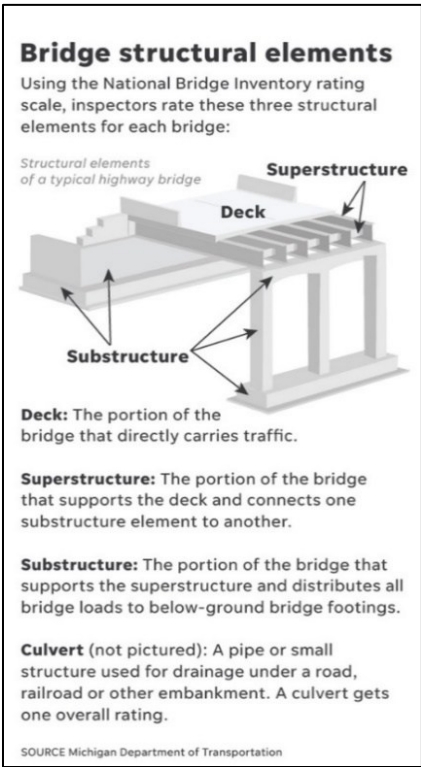 Bridge structural elements
Using the National Bridge Inventory rating
scale, inspectors rate these three structural
elements for each bridge:
Structural elements
of a typical highway bridge
Superstructure
Deck
Substructure
Deck: The portion of the
bridge that directly carries traffic.
Superstructure: The portion of the bridge
that supports the deck and connects one
substructure element to another.
Substructure: The portion of the bridge that
supports the superstructure and distributes all
bridge loads to below-ground bridge footings.
Culvert (not pictured): A pipe or small
structure used for drainage under a road,
railroad or other embankment. A culvert gets
one overall rating.
SOURCE Michigan Department of Transportation